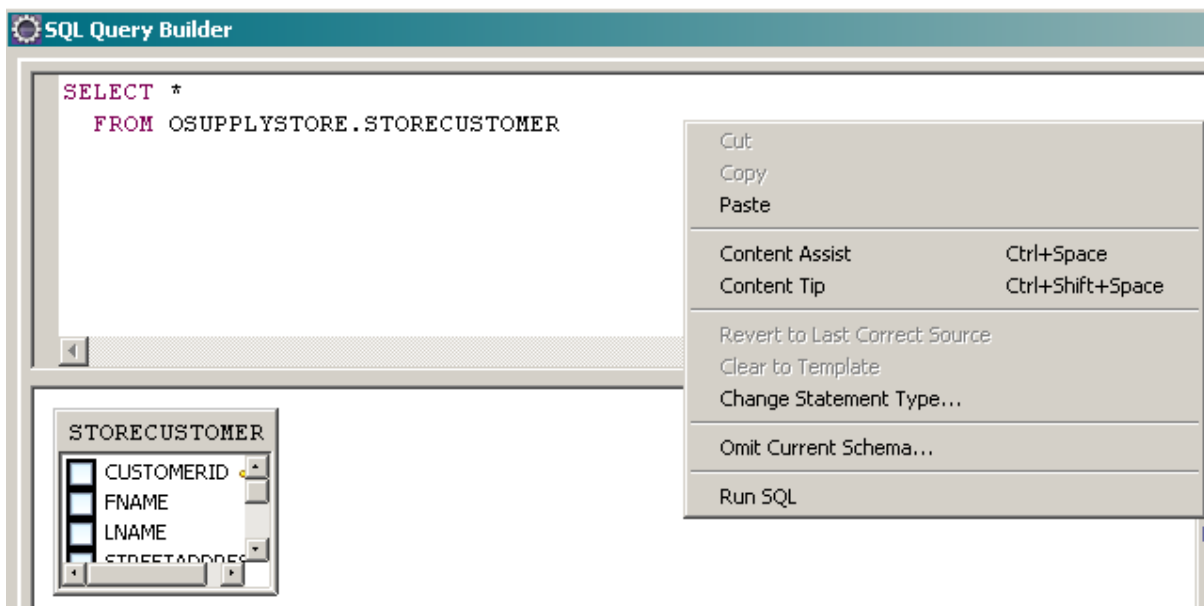 SQL Query Builder
SELECT *
FROM OSUPPLYSTORE.STORECUSTOMER
Cut
Copy
Paste
Content Assist Ctrl+Space
Content Tip Ctrl+Shift+Space
Revert to Last Correct Source
Clear to Template
Change Statement Type...
Omit Current Schema...
Run SQL
STORECUSTOMER
CUSTOMERID
FNAME
LNAME